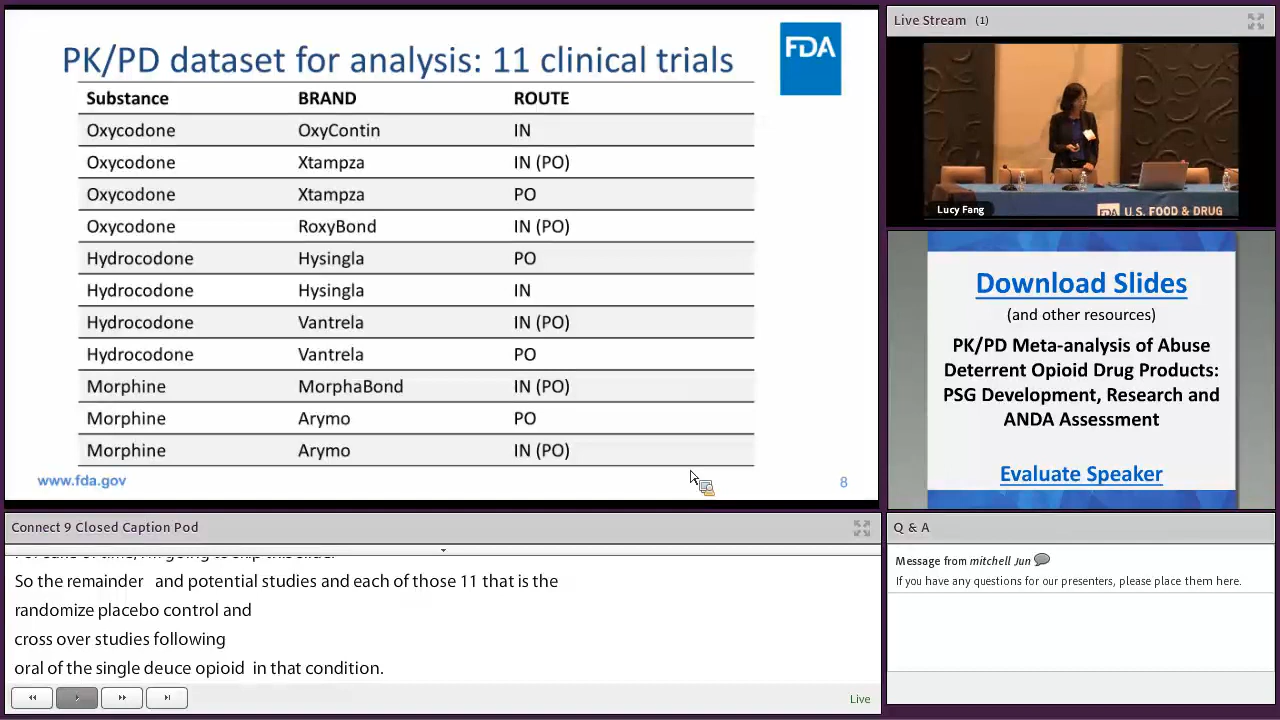 PK/PD dataset for analysis: 11 clinical trials
FDA
Substance BRAND ROUTE
Oxycodone OxyContin IN
Oxycodone Xtampza IN (PO)
Oxycodone Xtampza PO
Oxycodone RoxyBond IN (PO)
Hydrocodone Hysingla PO
Hydrocodone Hysingla IN
Hydrocodone Vantrela IN (PO)
Hydrocodone Vantrela PO
Morphine MorphaBond IN (PO)
Morphine Arymo PO
Morphine Arymo IN (PO)
www.fda.gov 8
Live Stream (1)
Lucy Fang
FDA U.S. FOOD & DRUG
Download Slides
(and other resources)
PK/PD Meta-analysis of Abuse
Deterrent Opioid Drug Products:
PSG Development, Research and
ANDA Assessment
Evaluate Speaker
Connect 9 Closed Caption Pod
So the remainder and potential studies and each of those 11 that is the
randomize placebo control and
cross over studies following
oral of the single deuce opioid in that condition.
Live
Q & A
Message from mitchell Jun
If you have any questions for our presenters, please place them here.